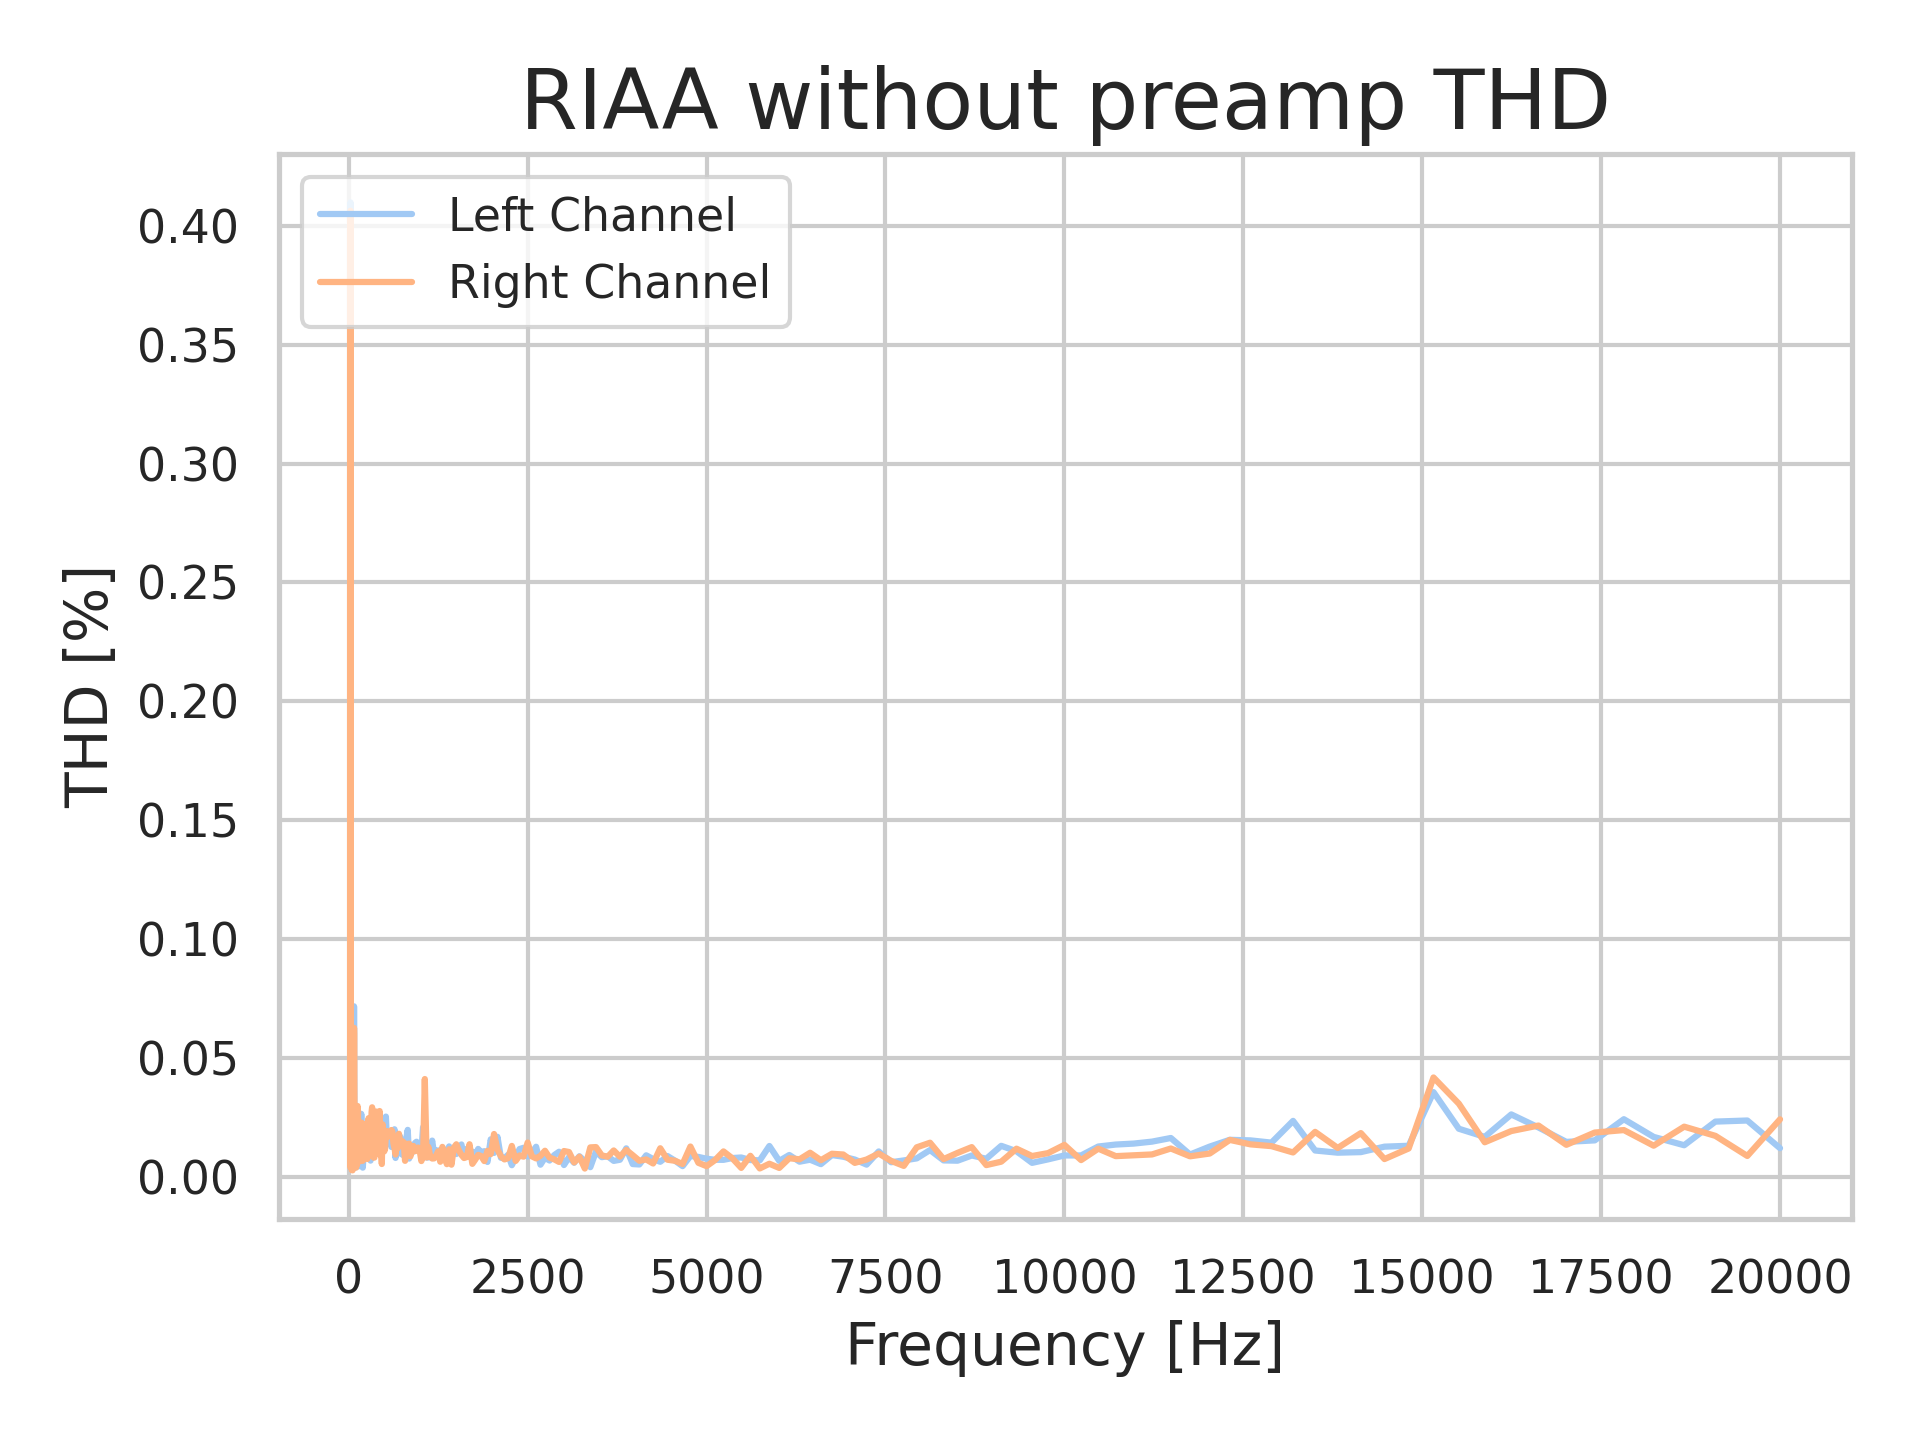 RIAA without preamp THD
Left Channel
Right Channel
0.40
0.35
0.30
0.25
0.20
0.15
0.10
0.05
0.00
THD [%]
0 2500 5000 7500 10000 12500 15000 17500 20000
Frequency [Hz]